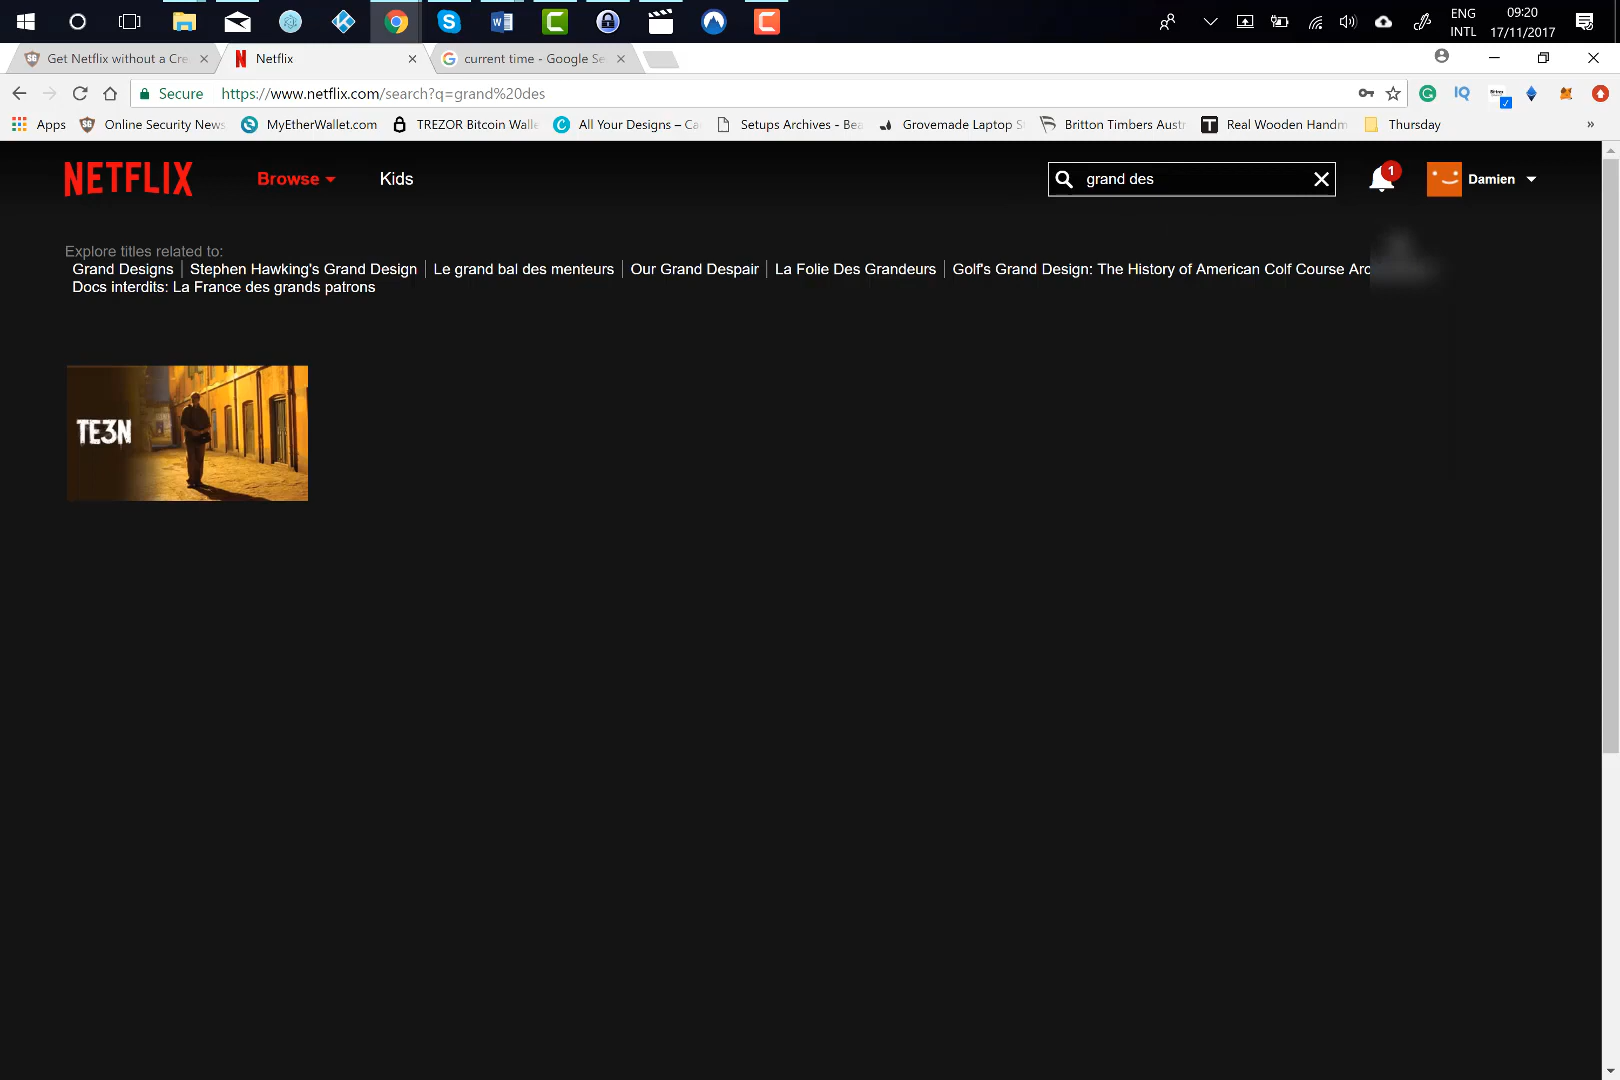 ENG 09:20
INTL 17/11/2017
Get Netflix without a Cre
Netflix
current time - Google Se
Secure https://www.netflix.com/search?q=grand%20des
Apps Online Security News MyEtherWallet.com TREZOR Bitcoin Walle All Your Designs – Ca Setups Archives - Bea Grovemade Laptop S Britton Timbers Austr Real Wooden Handm Thursday »
NETFLIX Browse Kids grand des 1 Damien
Explore titles related to:
Grand Designs | Stephen Hawking's Grand Design | Le grand bal des menteurs | Our Grand Despair | La Folie Des Grandeurs | Golf's Grand Design: The History of American Colf Course Arc
Docs interdits: La France des grands patrons
TE3N